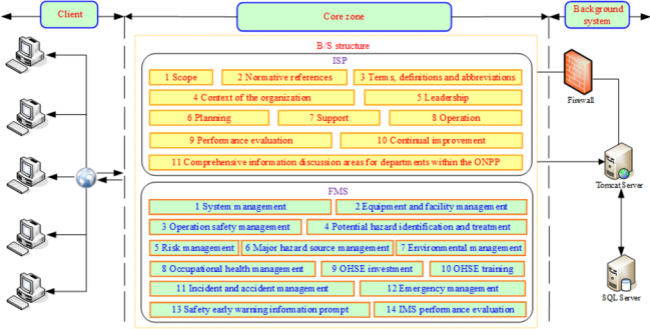 Client
Core zone
Background
system
B/S structure
ISP
1 Scope
2 Normative references
3 Terms, definitions and abbreviations
4 Context of the organization
5 Leadership
6 Planning
7 Support
8 Operation
9 Performance evaluation
10 Continual improvement
11 Comprehensive information discussion areas for departments within the ONPP
FMS
1 System management
2 Equipment and facility management
3 Operation safety management
4 Potential hazard identification and treatment
5 Risk management
6 Major hazard source management
7 Environmental management
8 Occupational health management
9 OHSE investment
10 OHSE training
11 Incident and accident management
12 Emergency management
13 Safety early warning information prompt
14 IMS performance evaluation
Firewall
Tomcat Server
SQL Server